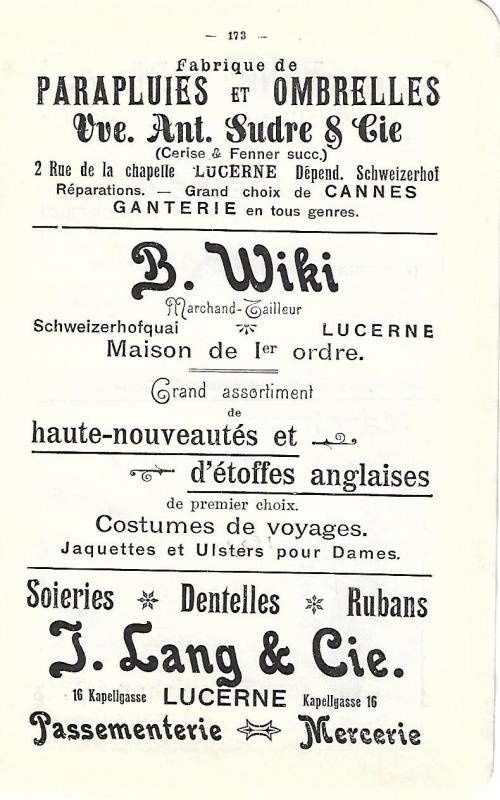 — 173 —
Fabrique de
PARAPLUIES ET OMBRELLES
Vve. Ant. Sudre & Cie
(Cerise & Fenner succ.)
2 Rue de la chapelle LUCERNE Dépend. Schweizerhof
Réparations. — Grand choix de CANNES
GANTERIE en tous genres.
B. Wiki
Marchand-Tailleur
Schweizerhofquai LUCERNE
Maison de Ier ordre.
Grand assortiment
de
haute-nouveautés et
d'étoffes anglaises
de premier choix.
Costumes de voyages.
Jaquettes et Ulsters pour Dames.
Soieries Dentelles Rubans
J. Lang & Cie.
16 Kapellgasse LUCERNE Kapellgasse 16
Passementerie Mercerie